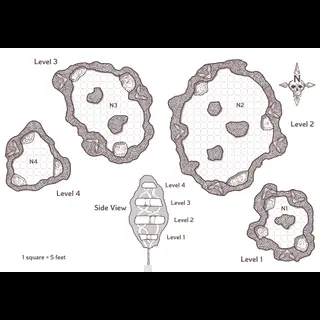 Level 3
N
N3
N2
Level 2
N4
Level 4
Side View
Level 4
Level 3
Level 2
Level 1
N1
Level 1
1 square = 5 feet